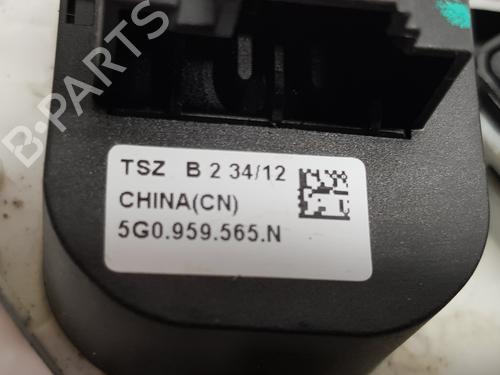 B-PARTS
TSZ B 2 34/12
CHINA(CN)
5G0.959.565.N